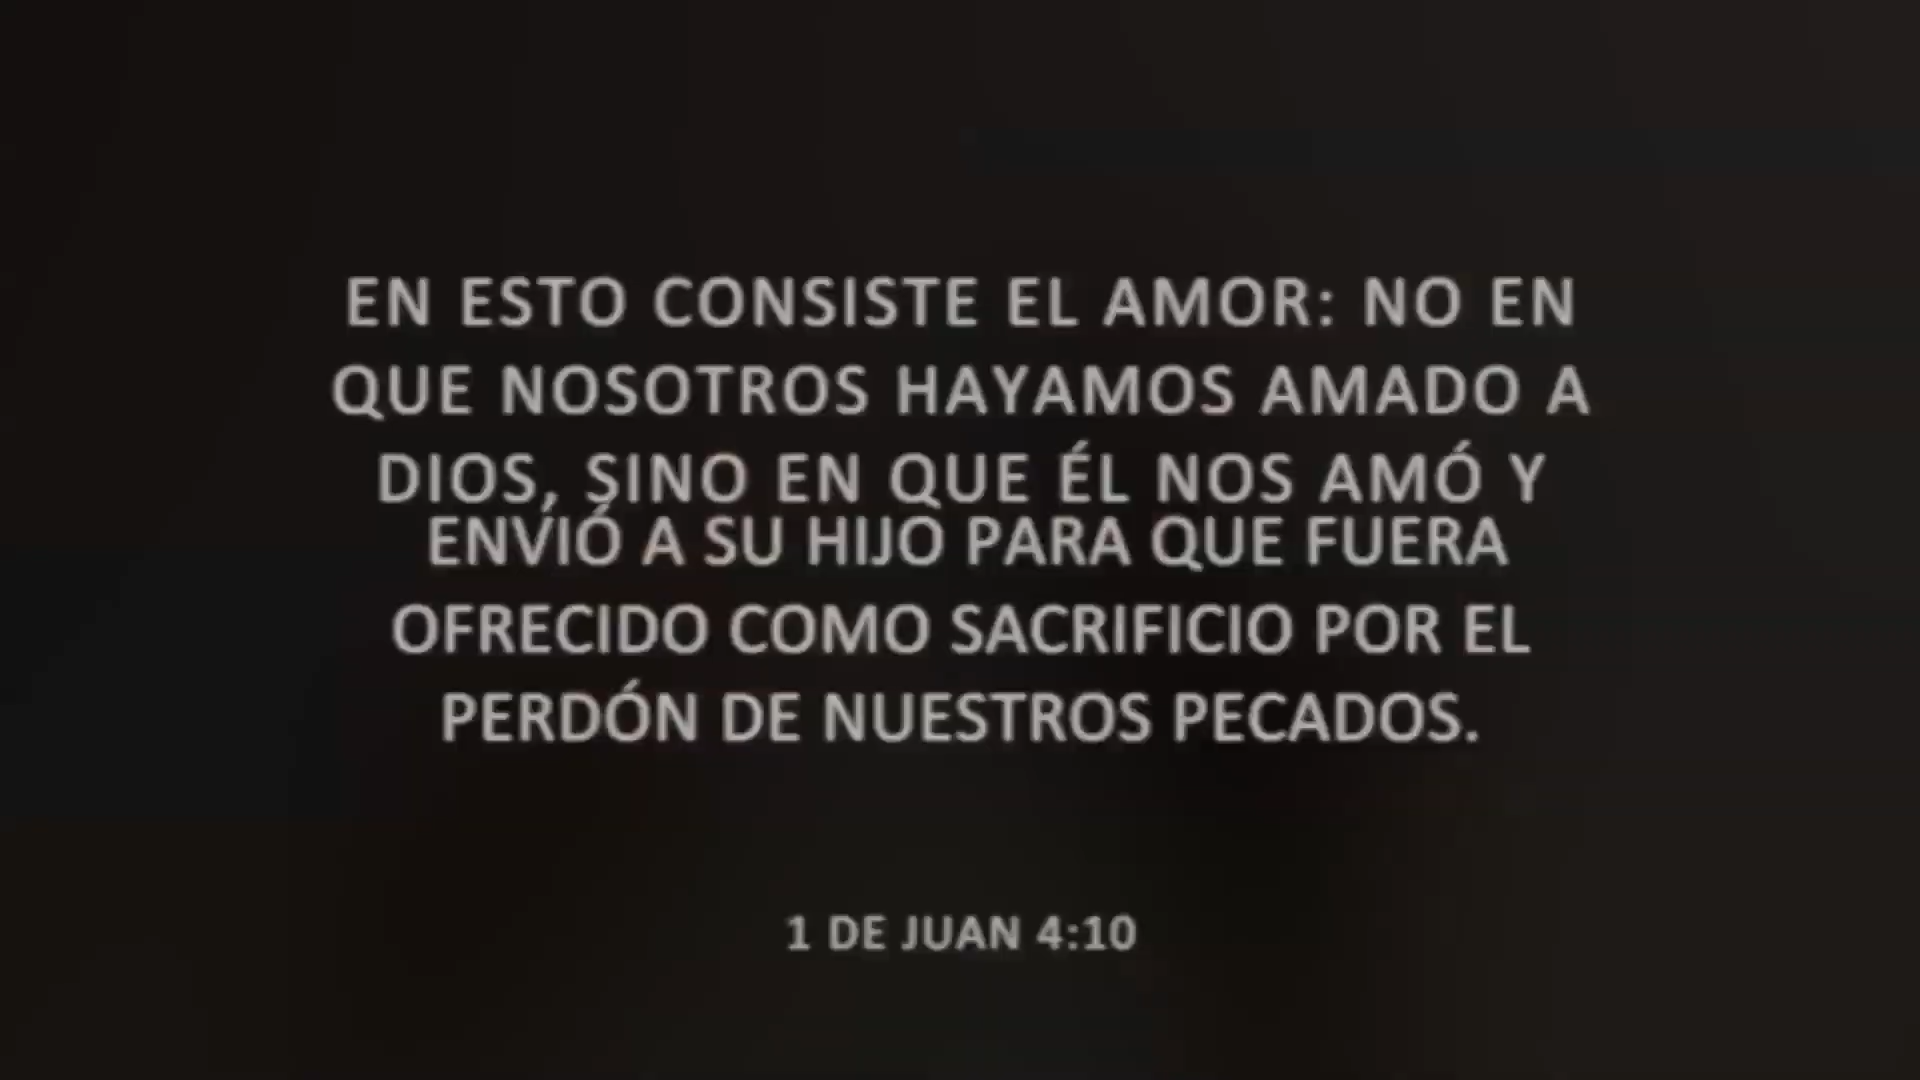 EN ESTO CONSISTE EL AMOR: NO EN
QUE NOSOTROS HAYAMOS AMADO A
DIOS, SINO EN QUE ÉL NOS AMÓ Y
ENVIÓ A SU HIJO PARA QUE FUERA
OFRECIDO COMO SACRIFICIO POR EL
PERDÓN DE NUESTROS PECADOS.
1 DE JUAN 4:10